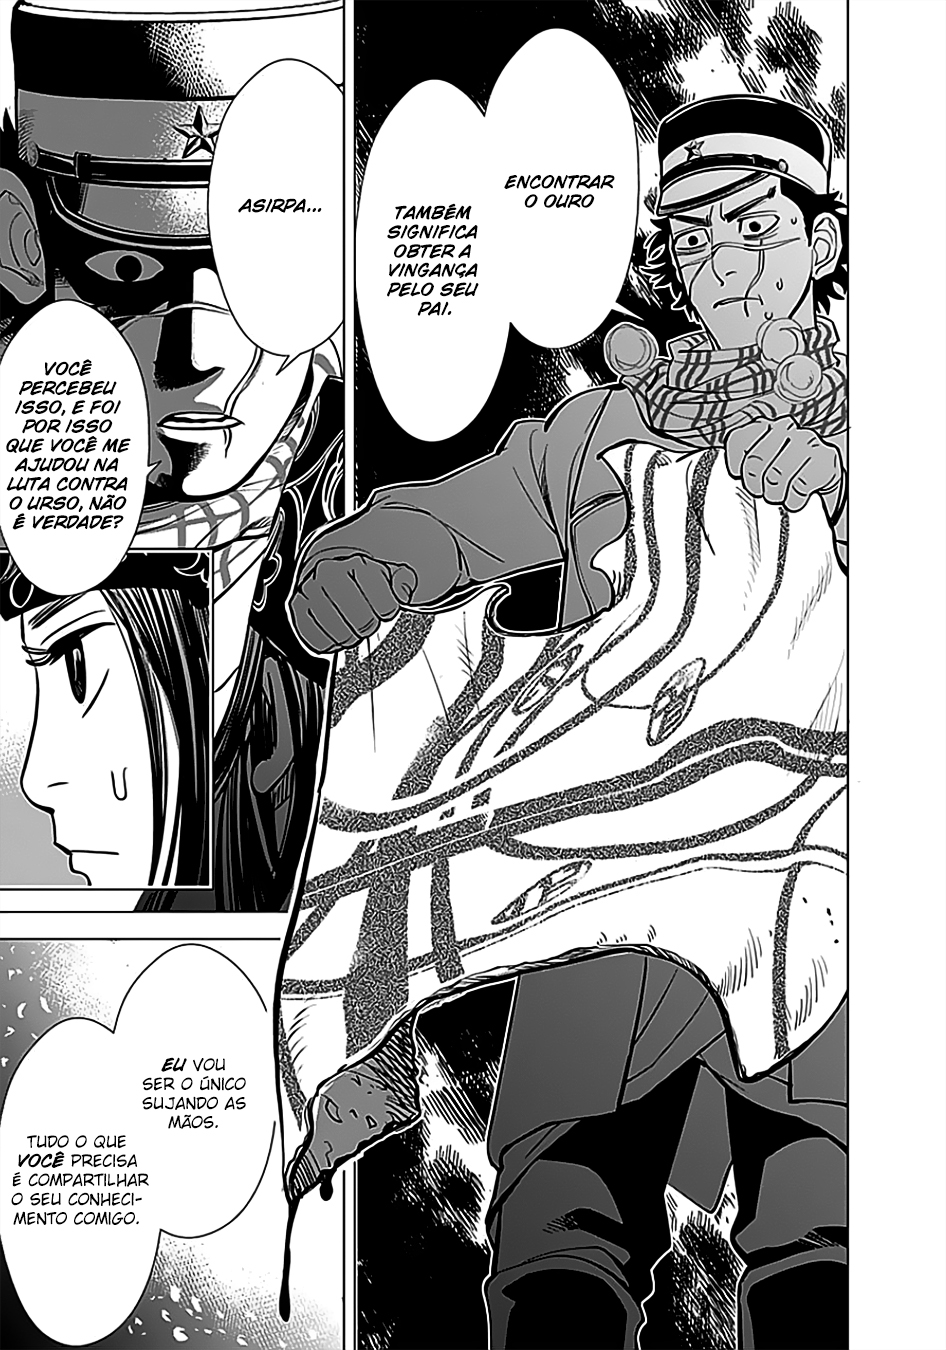 ENCONTRAR
O OURO
TAMBÉM
SIGNIFICA
OBTER A
VINGANÇA
PELO SEU
PAI.
ASIRPA...
VOCÊ
PERCEBEU
ISSO, E FOI
POR ISSO
QUE VOCÊ ME
AJUDOU NA
LUTA CONTRA
O URSO, NÃO
É VERDADE?
EU VOU
SER O ÚNICO
SUJANDO AS
MÃOS.
TUDO O QUE
VOCÊ PRECISA
É COMPARTILHAR
O SEU CONHECI-
MENTO COMIGO.